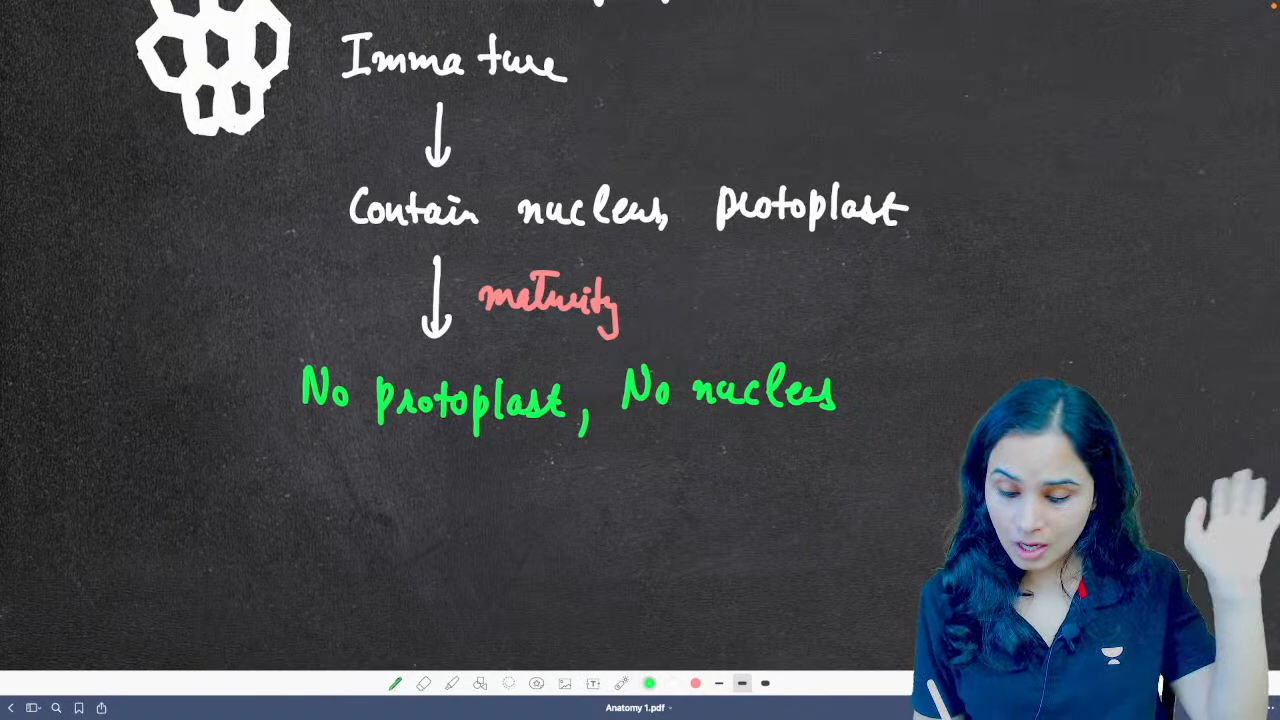 Immature
Contain nucleus, protoplast
maturity
No protoplast, No nucleus
Anatomy 1.pdf